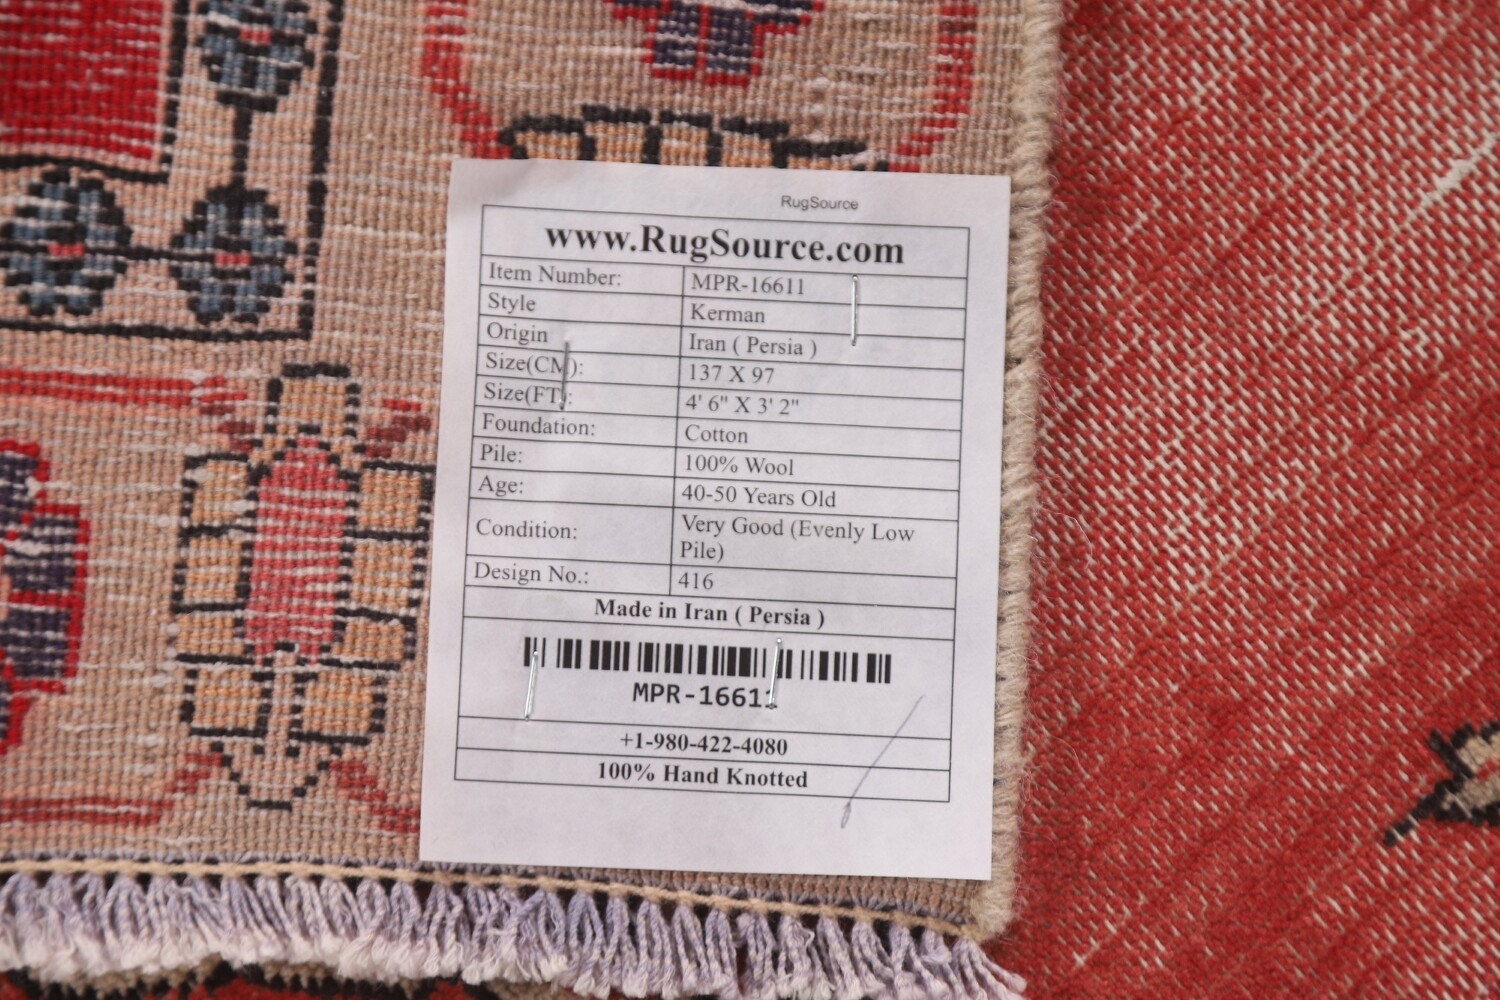 RugSource
www.RugSource.com
Item Number: MPR-16611
Style Kerman
Origin Iran ( Persia )
Size(CM): 137 X 97
Size(FT): 4' 6" X 3' 2"
Foundation: Cotton
Pile: 100% Wool
Age: 40-50 Years Old
Condition: Very Good (Evenly Low
Pile)
Design No.: 416
Made in Iran ( Persia )
MPR-16611
+1-980-422-4080
100% Hand Knotted